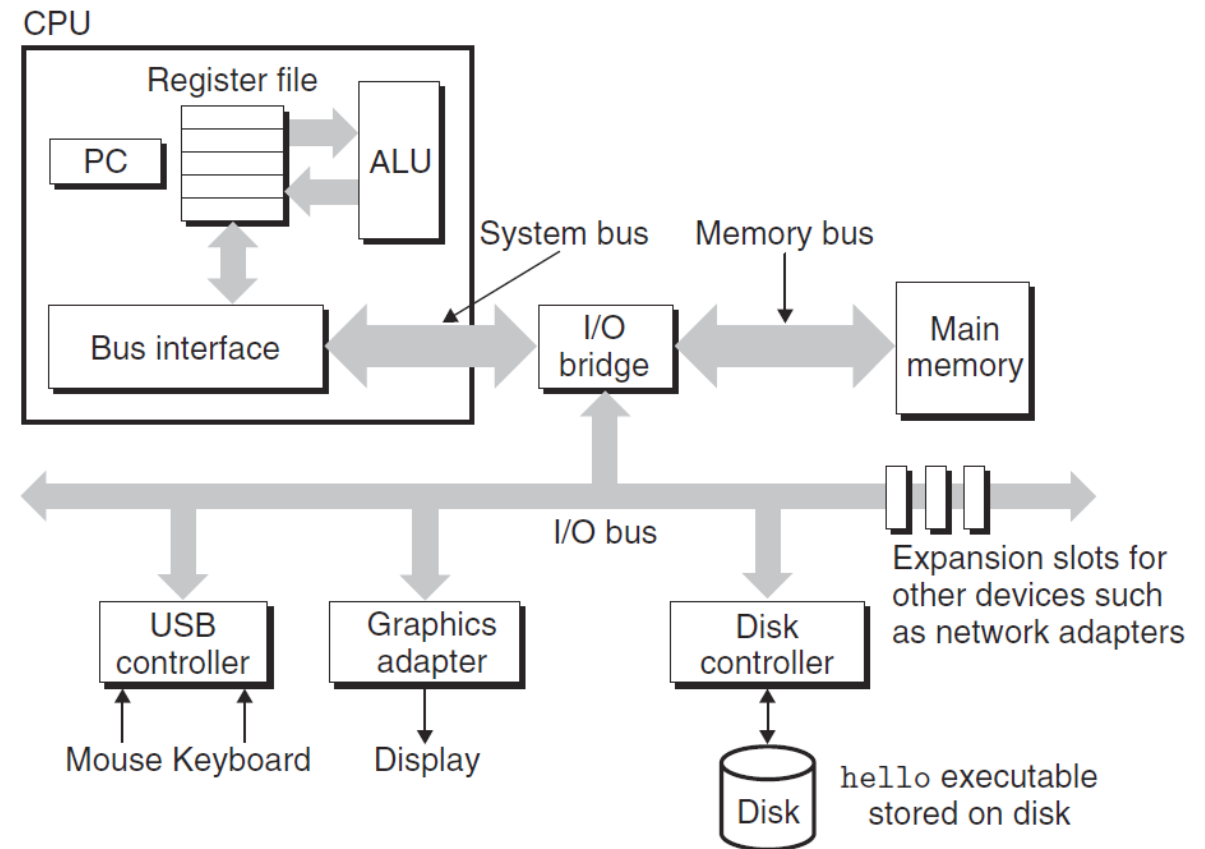 CPU
Register file
PC
ALU
System bus
Memory bus
Bus interface
I/O
bridge
Main
memory
I/O bus
Expansion slots for
other devices such
as network adapters
USB
controller
Graphics
adapter
Disk
controller
Mouse Keyboard
Display
Disk
hello executable
stored on disk